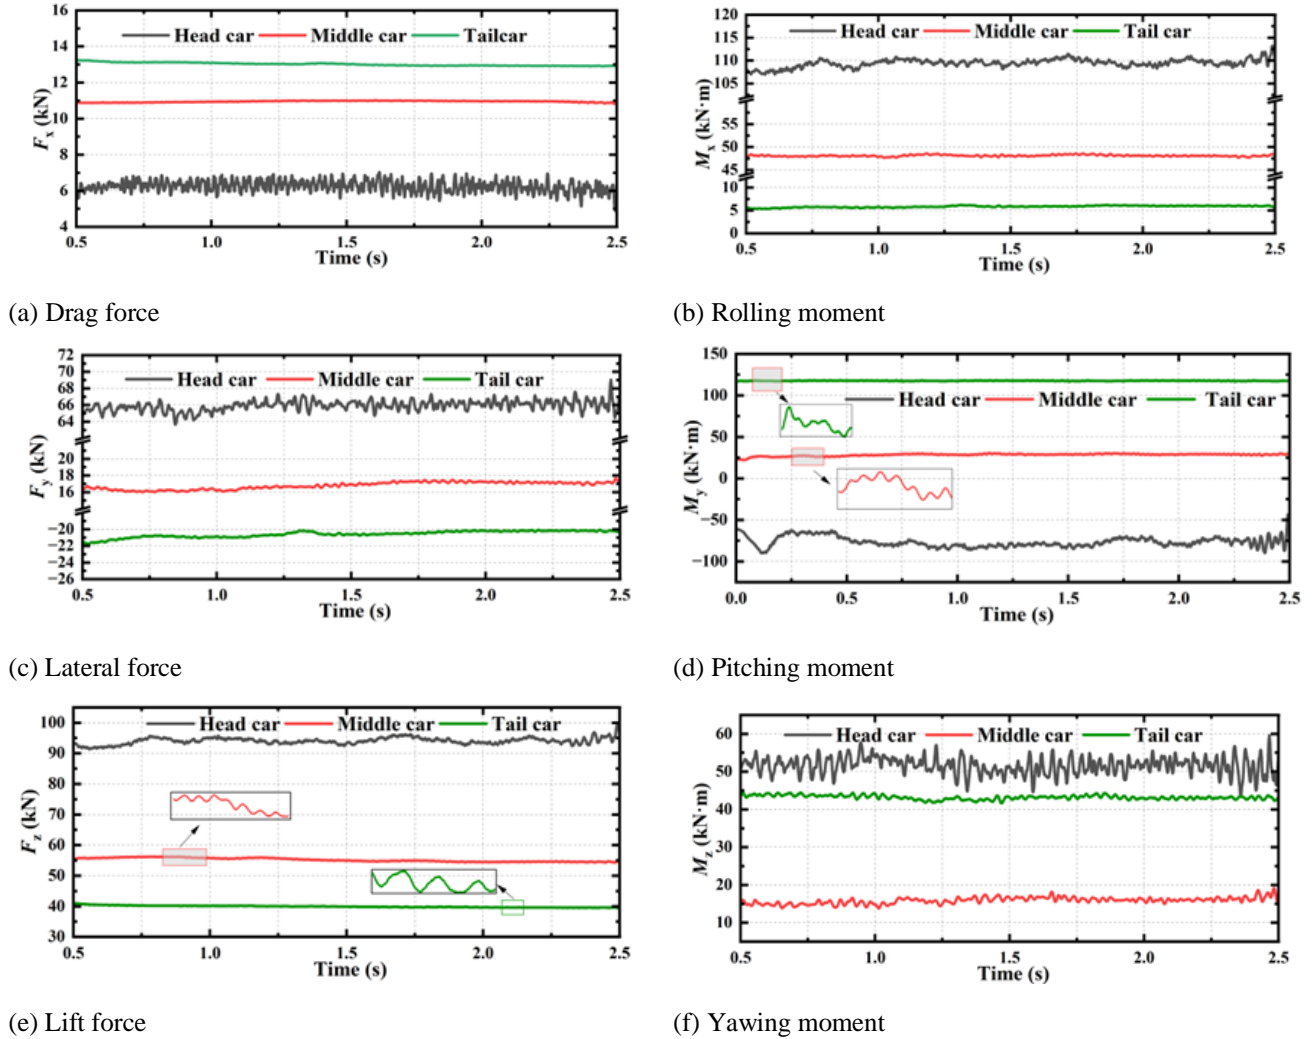 16
14
12
10
8
6
4
Fx (kN)
Head car Middle car Tailcar
0.5 1.0 1.5 2.0 2.5
Time (s)
(a) Drag force
120
115
110
105
55
50
45
10
5
0
Mx (kN·m)
Head car Middle car Tail car
0.5 1.0 1.5 2.0 2.5
Time (s)
(b) Rolling moment
72
70
68
66
64
18
16
−20
−22
−24
−26
Fy (kN)
Head car Middle car Tail car
0.5 1.0 1.5 2.0 2.5
Time (s)
(c) Lateral force
150
100
50
0
−50
−100
My (kN·m)
Head car Middle car Tail car
0.0 0.5 1.0 1.5 2.0 2.5
Time (s)
(d) Pitching moment
100
90
80
70
60
50
40
30
Fz (kN)
Head car Middle car Tail car
0.5 1.0 1.5 2.0 2.5
Time (s)
(e) Lift force
60
50
40
30
20
10
Mz (kN·m)
Head car Middle car Tail car
0.5 1.0 1.5 2.0 2.5
Time (s)
(f) Yawing moment